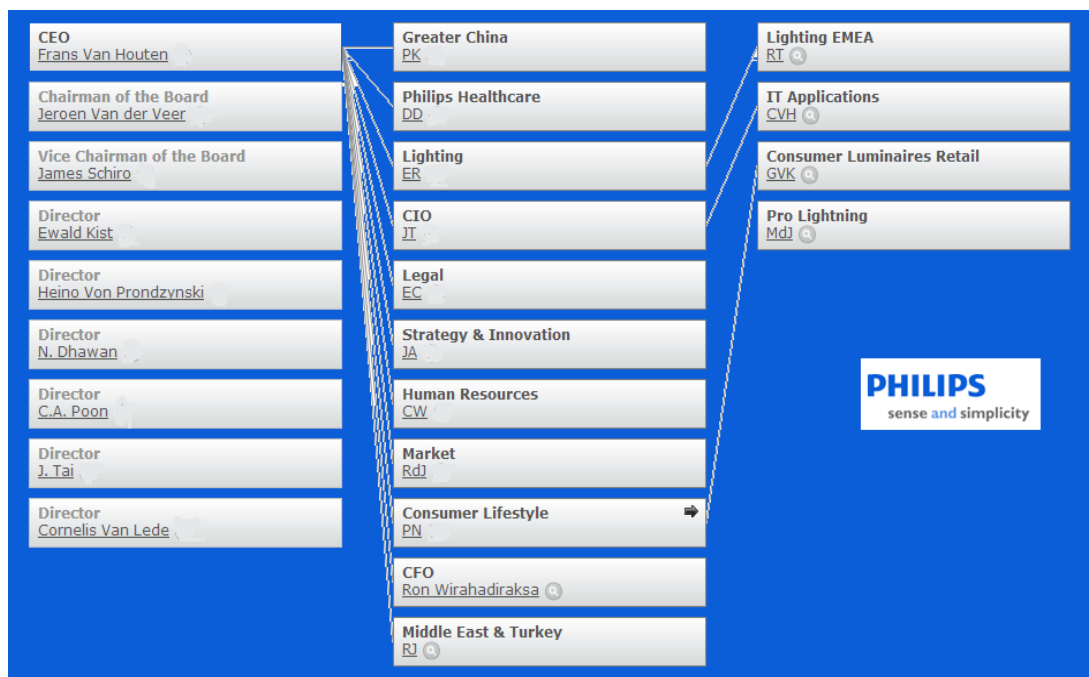 CEO
Frans Van Houten
Chairman of the Board
Jeroen Van der Veer
Vice Chairman of the Board
James Schiro
Director
Ewald Kist
Director
Heino Von Prondzynski
Director
N. Dhawan
Director
C.A. Poon
Director
J. Tai
Director
Cornelis Van Lede
Greater China
PK
Philips Healthcare
DD
Lighting
ER
CIO
JT
Legal
EC
Strategy & Innovation
JA
Human Resources
CW
Market
RdJ
Consumer Lifestyle
PN
CFO
Ron Wirahadiraksa
Middle East & Turkey
RJ
Lighting EMEA
RT
IT Applications
CVH
Consumer Luminaires Retail
GVK
Pro Lightning
MdJ
PHILIPS
sense and simplicity